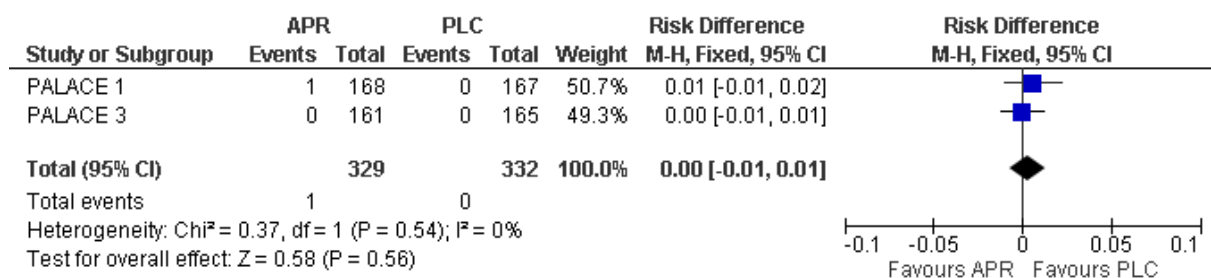 APR PLC Risk Difference Risk Difference
Study or Subgroup Events Total Events Total Weight M-H, Fixed, 95% CI M-H, Fixed, 95% CI
PALACE 1 1 168 0 167 50.7% 0.01 [-0.01, 0.02]
PALACE 3 0 161 0 165 49.3% 0.00 [-0.01, 0.01]
Total (95% CI) 329 332 100.0% 0.00 [-0.01, 0.01]
Total events 1 0
Heterogeneity: Chi² = 0.37, df = 1 (P = 0.54); I² = 0%
Test for overall effect: Z = 0.58 (P = 0.56)
-0.1 -0.05 0 0.05 0.1
Favours APR Favours PLC